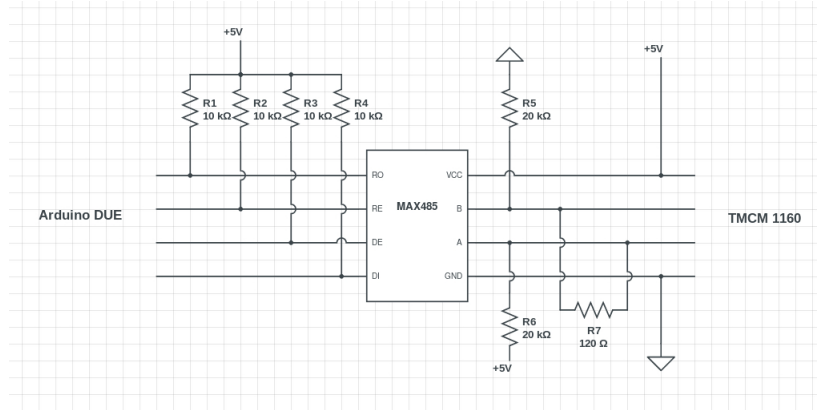 +5V
+5V
R1
10 kΩ
R2
10 kΩ
R3
10 kΩ
R4
10 kΩ
R5
20 kΩ
RO
VCC
RE
MAX485
B
DE
A
DI
GND
Arduino DUE
TMCM 1160
R6
20 kΩ
R7
120 Ω
+5V